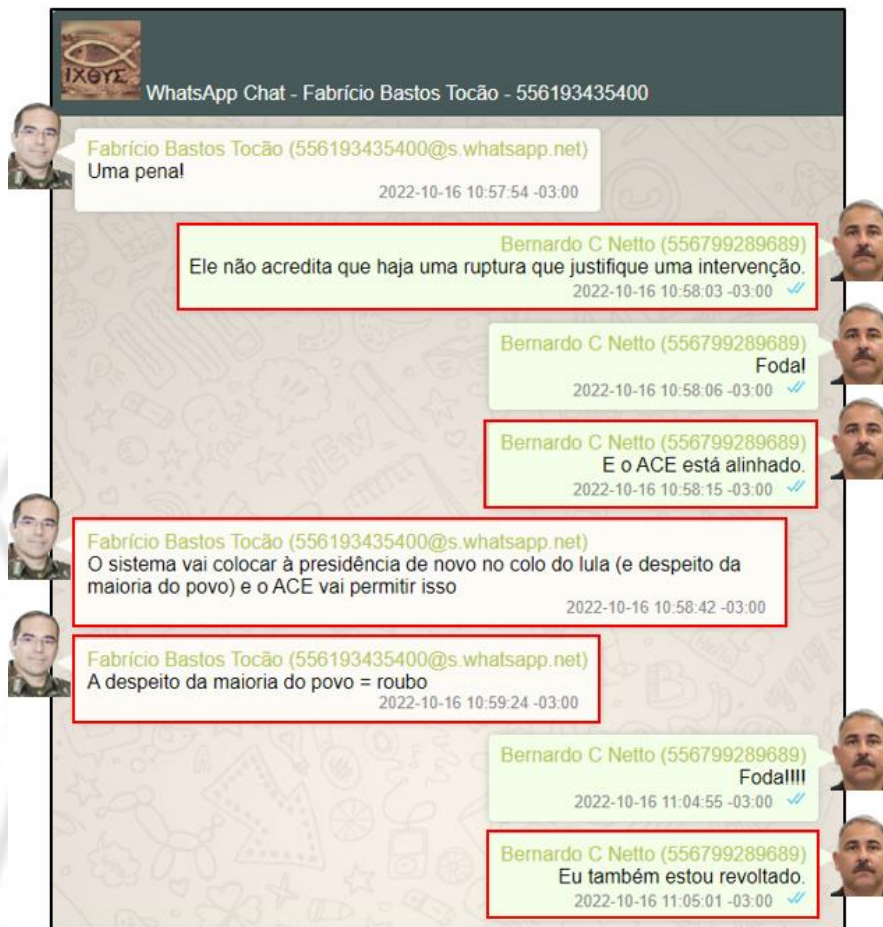 ΙΧΘΥΣ
WhatsApp Chat - Fabrício Bastos Tocão - 556193435400
Fabrício Bastos Tocão (556193435400@s.whatsapp.net)
Uma pena!
2022-10-16 10:57:54 -03:00
Bernardo C Netto (556799289689)
Ele não acredita que haja uma ruptura que justifique uma intervenção.
2022-10-16 10:58:03 -03:00
Bernardo C Netto (556799289689)
Foda!
2022-10-16 10:58:06 -03:00
Bernardo C Netto (556799289689)
E o ACE está alinhado.
2022-10-16 10:58:15 -03:00
Fabrício Bastos Tocão (556193435400@s.whatsapp.net)
O sistema vai colocar à presidência de novo no colo do lula (e despeito da
maioria do povo) e o ACE vai permitir isso
2022-10-16 10:58:42 -03:00
Fabrício Bastos Tocão (556193435400@s.whatsapp.net)
A despeito da maioria do povo = roubo
2022-10-16 10:59:24 -03:00
Bernardo C Netto (556799289689)
Foda!!!!
2022-10-16 11:04:55 -03:00
Bernardo C Netto (556799289689)
Eu também estou revoltado.
2022-10-16 11:05:01 -03:00